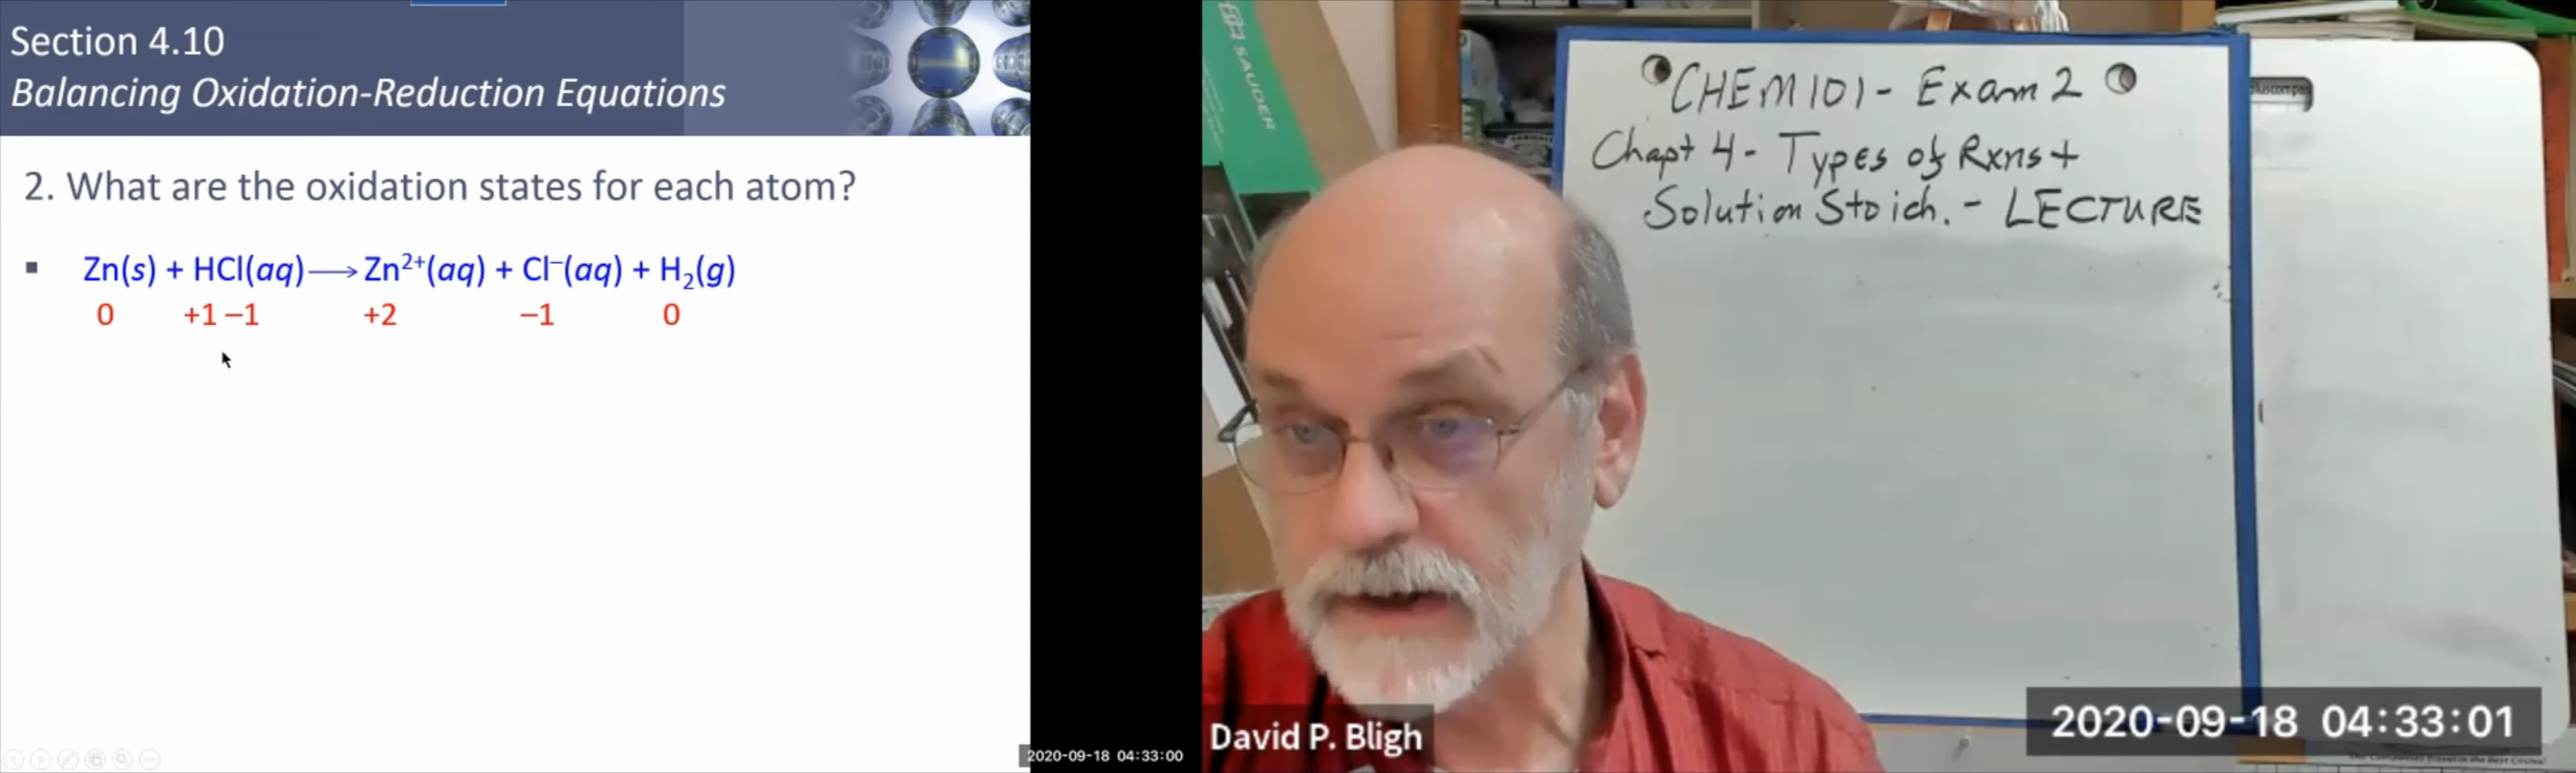 Section 4.10
Balancing Oxidation-Reduction Equations
2. What are the oxidation states for each atom?
▪ Zn(s) + HCl(aq)⟶Zn²⁺(aq) + Cl⁻(aq) + H₂(g)
0 +1 –1 +2 –1 0
2020-09-18 04:33:00
SAUDER
CHEM 101 - Exam 2
Chapt 4 - Types of Rxns +
Solution Stoich. - LECTURE
David P. Bligh
2020-09-18 04:33:01